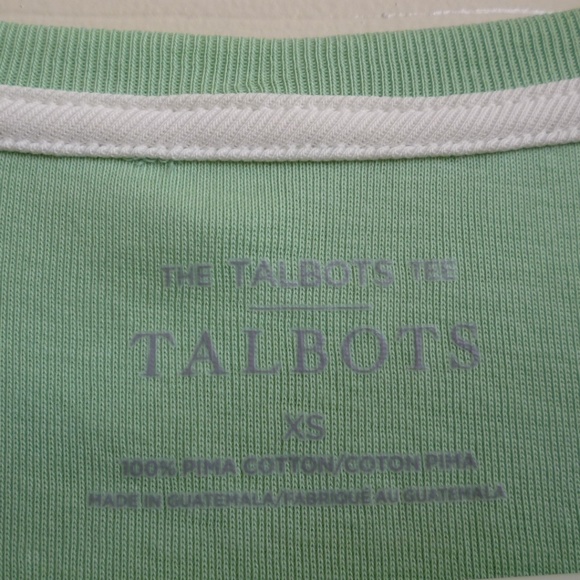 THE TALBOTS TEE
TALBOTS
XS
100% PIMA COTTON/COTON PIMA
MADE IN GUATEMALA/FABRIQUÉ AU GUATEMALA